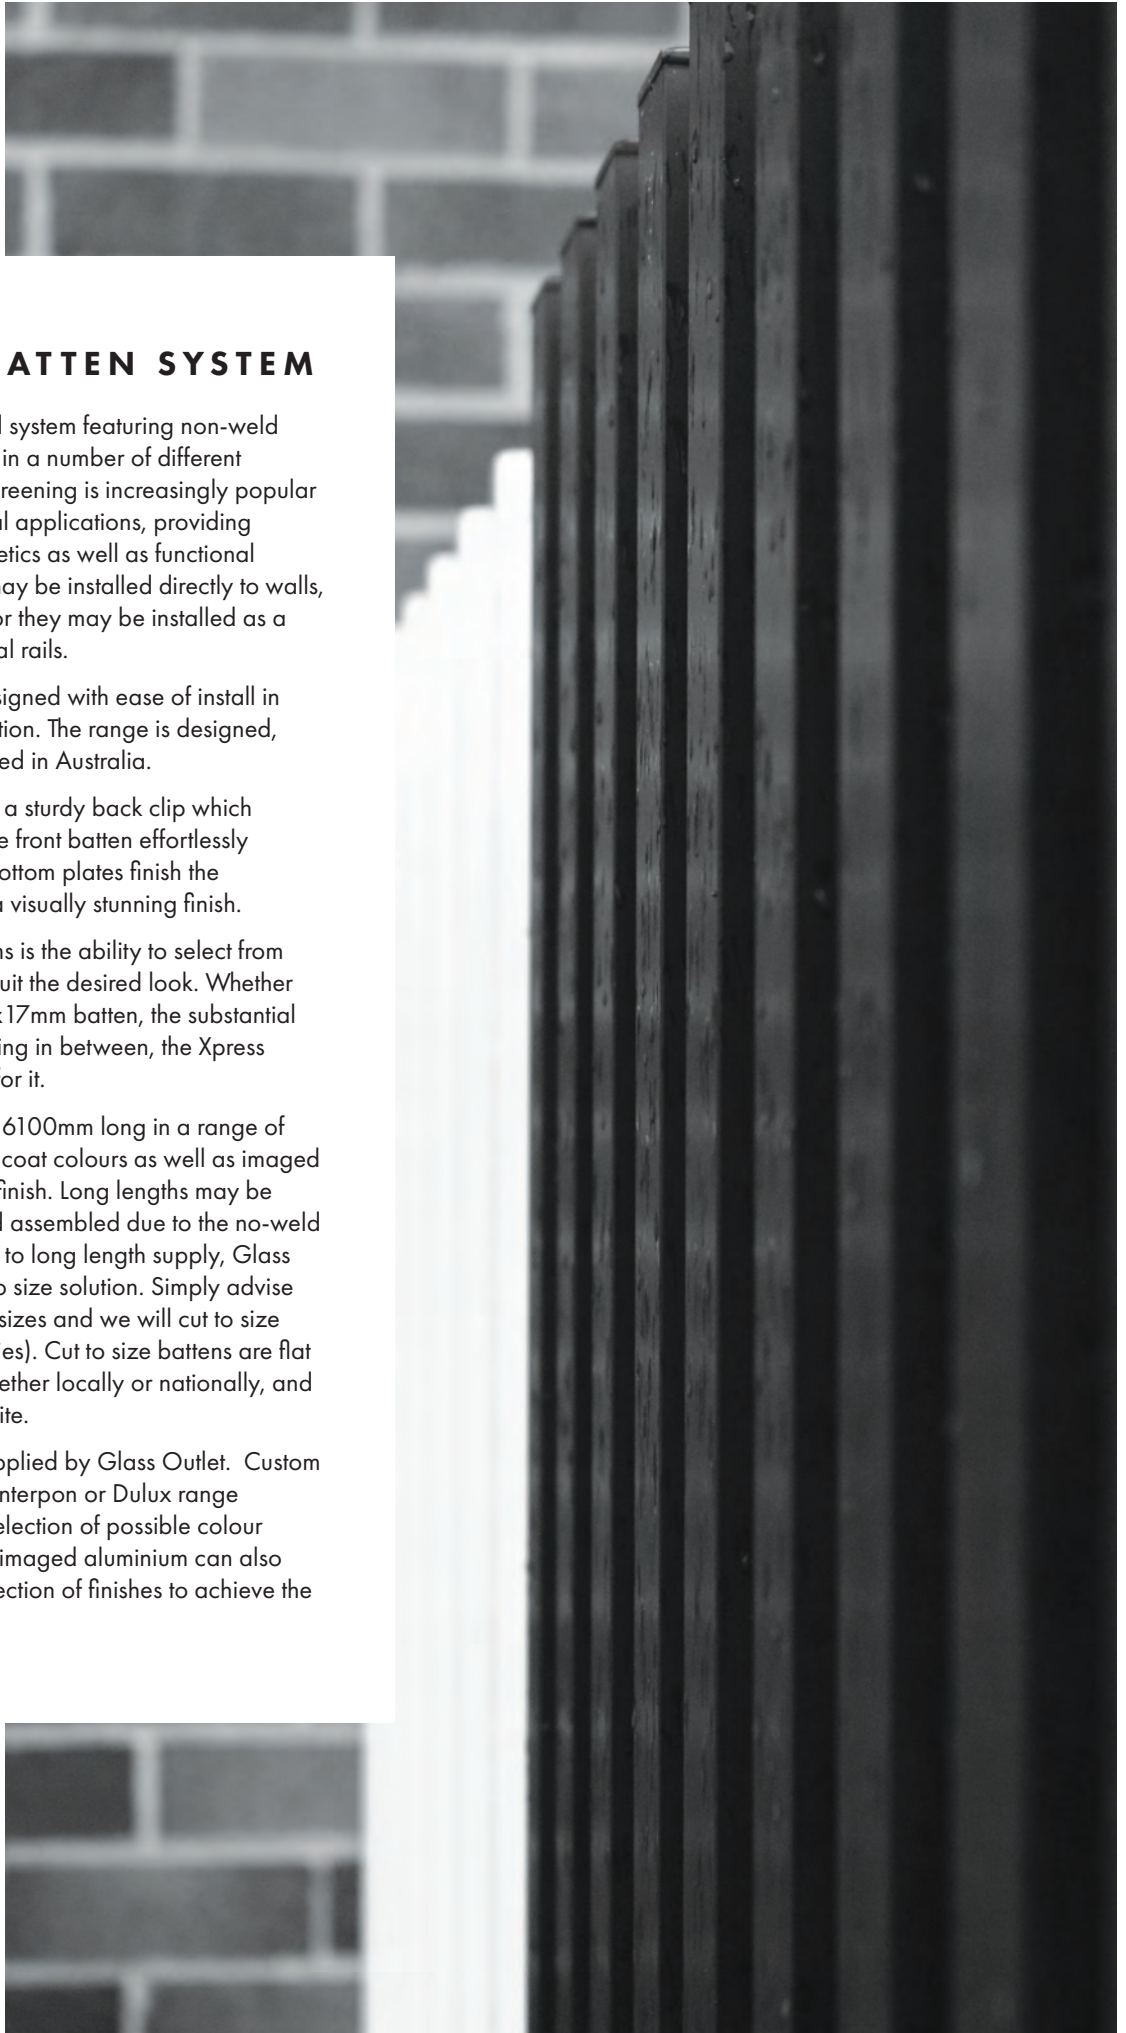 ATTEN SYSTEM
system featuring non-weld
in a number of different
reening is increasingly popular
l applications, providing
etics as well as functional
ay be installed directly to walls,
or they may be installed as a
al rails.
signed with ease of install in
tion. The range is designed,
ed in Australia.
a sturdy back clip which
e front batten effortlessly
ottom plates finish the
a visually stunning finish.
ns is the ability to select from
uit the desired look. Whether
x17mm batten, the substantial
ing in between, the Xpress
for it.
6100mm long in a range of
coat colours as well as imaged
finish. Long lengths may be
d assembled due to the no-weld
to long length supply, Glass
o size solution. Simply advise
sizes and we will cut to size
ies). Cut to size battens are flat
ether locally or nationally, and
ite.
pplied by Glass Outlet. Custom
nterpon or Dulux range
election of possible colour
imaged aluminium can also
ection of finishes to achieve the